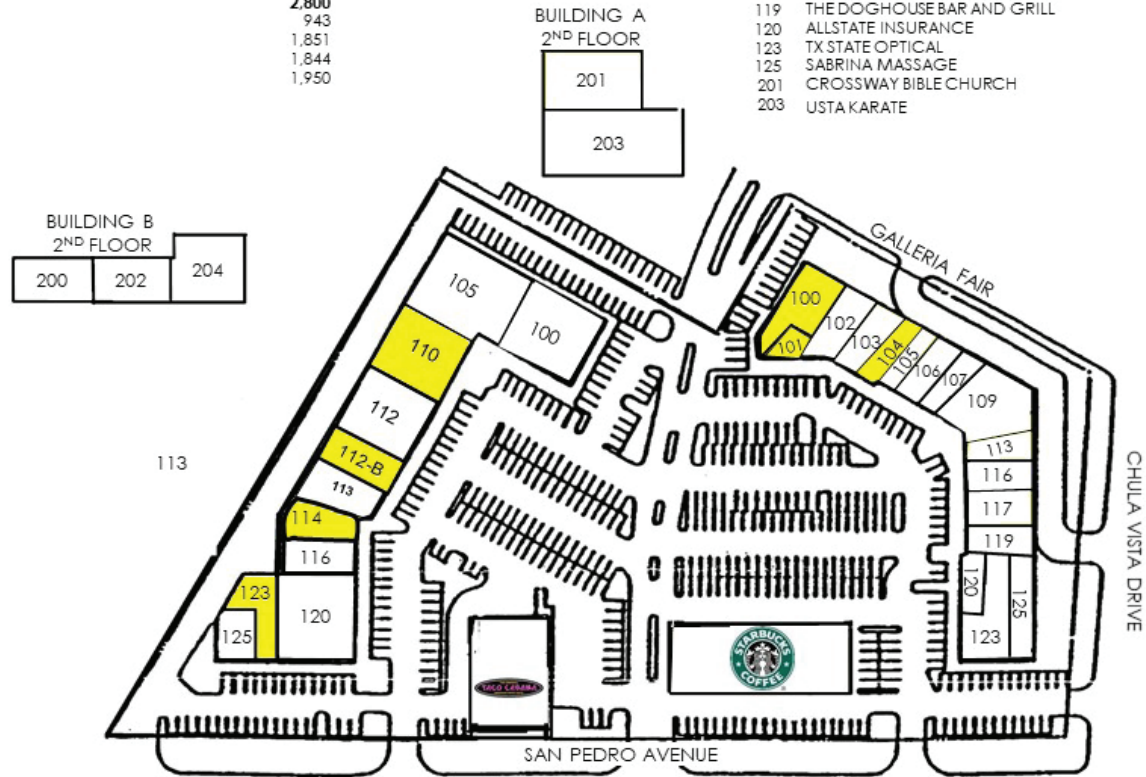 2,800
943
1,851
1,844
1,950
119 THE DOGHOUSE BAR AND GRILL
120 ALLSTATE INSURANCE
123 TX STATE OPTICAL
125 SABRINA MASSAGE
201 CROSSWAY BIBLE CHURCH
203 USTA KARATE
BUILDING A
2ND FLOOR
201
203
BUILDING B
2ND FLOOR
200
202
204
GALLERIA FAIR
CHULA VISTA DRIVE
105
100
110
112
112-B
113
113
114
116
123
125
120
100
101
102
103
104
105
106
107
109
113
116
117
119
120
125
123
TACO CABANA
STARBUCKS
COFFEE
SAN PEDRO AVENUE